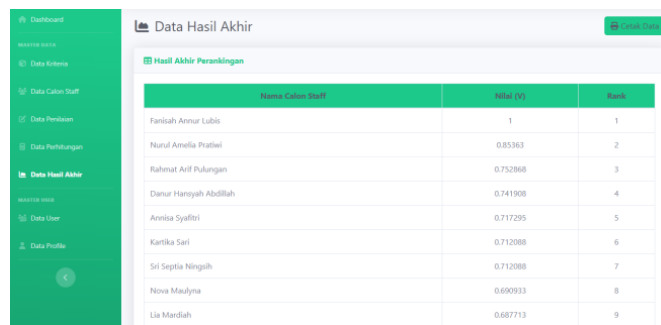 Dashboard
MASTER DATA
Data Kriteria
Data Calon Staff
Data Penilaian
Data Perhitungan
Data Hasil Akhir
MASTER USER
Data User
Data Profile
Data Hasil Akhir
Cetak Data
Hasil Akhir Perankingan
Nama Calon Staff Nilai (V) Rank
Fanisah Annur Lubis 1 1
Nurul Amelia Pratiwi 0.85363 2
Rahmat Arif Pulungan 0.752868 3
Danur Hansyah Abdillah 0.741908 4
Annisa Syafitri 0.717295 5
Kartika Sari 0.712088 6
Sri Septia Ningsih 0.712088 7
Nova Maulyna 0.690933 8
Lia Mardiah 0.687713 9